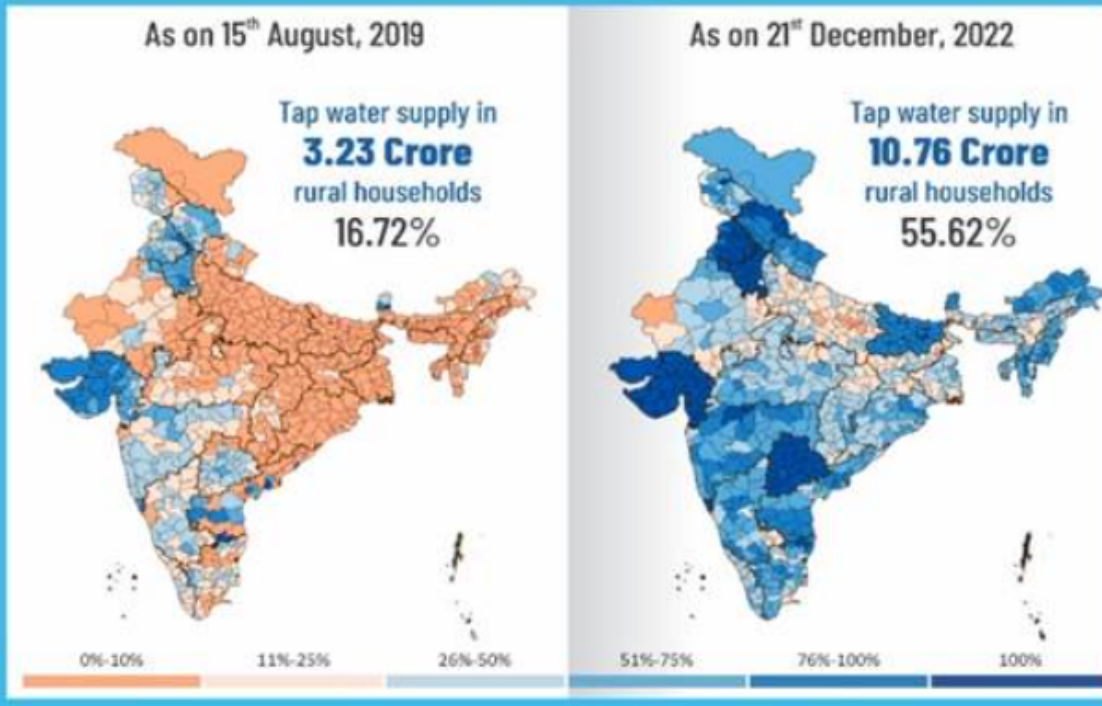 As on 15th August, 2019
Tap water supply in
3.23 Crore
rural households
16.72%
As on 21st December, 2022
Tap water supply in
10.76 Crore
rural households
55.62%
0%-10% 11%-25% 26%-50% 51%-75% 76%-100% 100%